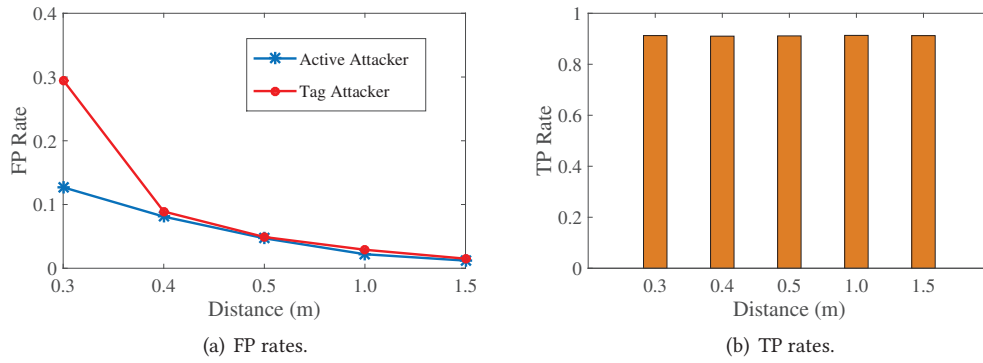 0.4
0.3
0.2
0.1
0
FP Rate
Active Attacker
Tag Attacker
0.3 0.4 0.5 1.0 1.5
Distance (m)
(a) FP rates.
1
0.8
0.6
0.4
0.2
0
TP Rate
0.3 0.4 0.5 1.0 1.5
Distance (m)
(b) TP rates.